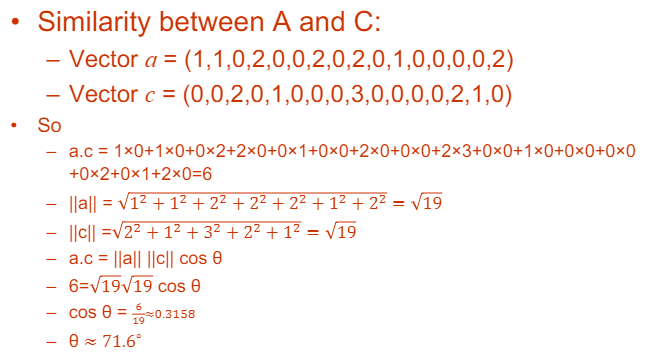 • Similarity between A and C:
– Vector a = (1,1,0,2,0,0,2,0,2,0,1,0,0,0,0,2)
– Vector c = (0,0,2,0,1,0,0,0,3,0,0,0,0,2,1,0)
• So
– a.c = 1×0+1×0+0×2+2×0+0×1+0×0+2×0+0×0+2×3+0×0+1×0+0×0+0×0
+0×2+0×1+2×0=6
– ||a|| = √(1² + 1² + 2² + 2² + 2² + 1² + 2²) = √19
– ||c|| =√(2² + 1² + 3² + 2² + 1²) = √19
– a.c = ||a|| ||c|| cos θ
– 6=√19√19 cos θ
– cos θ = 6/19≈0.3158
– θ ≈ 71.6°